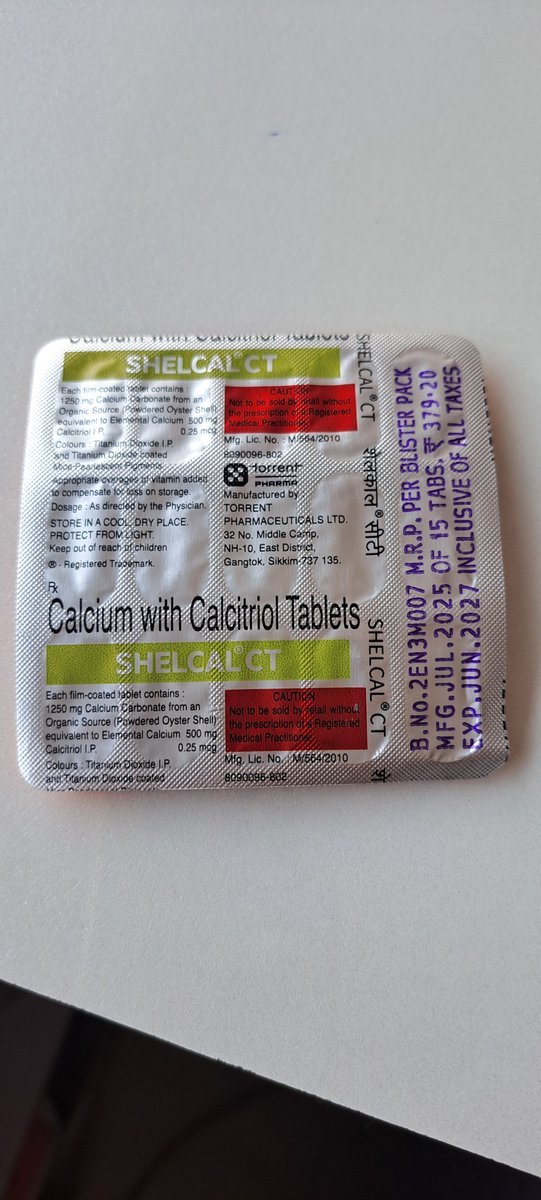 Calcium with Calcitriol Tablets
SHELCAL® CT
Each film-coated tablet contains :
1250 mg Calcium Carbonate from an
Organic Source (Powdered Oyster Shell)
equivalent to Elemental Calcium 500 mg
Calcitriol I.P. 0.25 mcg
Colours : Titanium Dioxide I.P.
and Titanium Dioxide coated
Mica-Pearlescent Pigments
Appropriate overages of vitamin added
to compensate for loss on storage.
Dosage : As directed by the Physician.
STORE IN A COOL, DRY PLACE.
PROTECT FROM LIGHT.
Keep out of reach of children
® - Registered Trademark.
CAUTION
Not to be sold by retail without
the prescription of a Registered
Medical Practitioner
Mfg. Lic. No. : M/564/2010
8090096-802
torrent
PHARMA
Manufactured by
TORRENT
PHARMACEUTICALS LTD.
32 No. Middle Camp,
NH-10, East District,
Gangtok, Sikkim-737 135.
Rx
Calcium with Calcitriol Tablets
SHELCAL® CT
Each film-coated tablet contains :
1250 mg Calcium Carbonate from an
Organic Source (Powdered Oyster Shell)
equivalent to Elemental Calcium 500 mg
Calcitriol I.P. 0.25 mcg
Colours : Titanium Dioxide I.P.
and Titanium Dioxide coated
CAUTION
Not to be sold by retail without
the prescription of a Registered
Medical Practitioner
Mfg. Lic. No. : M/564/2010
8090096-802
SHELCAL® CT शेलकाल® सीटी SHELCAL® CT
B.No.2EN3M007 M.R.P. PER BLISTER PACK
MFG.JUL.2025 OF 15 TABS. ₹ 379.20
EXP.JUN.2027 INCLUSIVE OF ALL TAXES